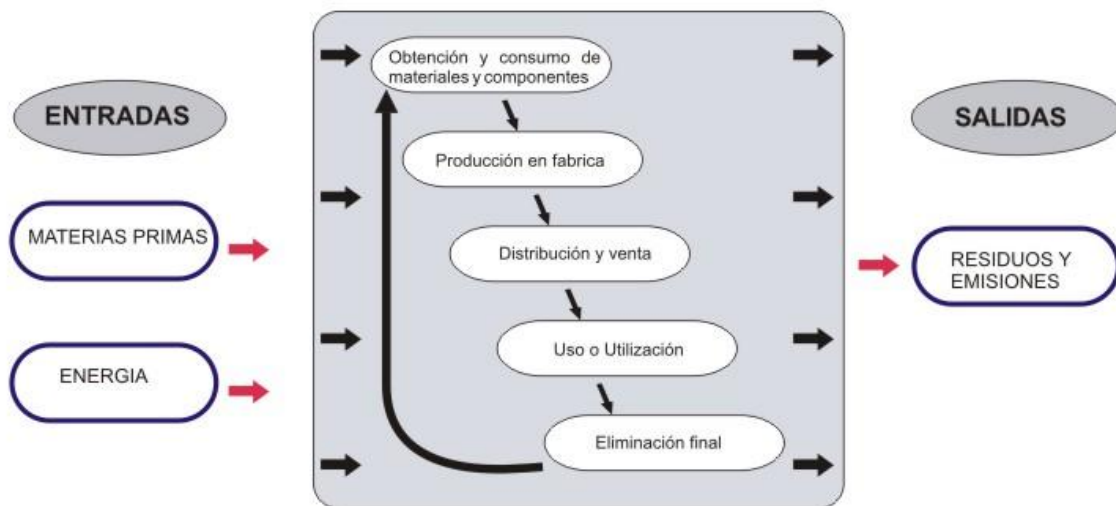 ENTRADAS
MATERIAS PRIMAS
ENERGIA
Obtención y consumo de
materiales y componentes
Producción en fabrica
Distribución y venta
Uso o Utilización
Eliminación final
SALIDAS
RESIDUOS Y
EMISIONES